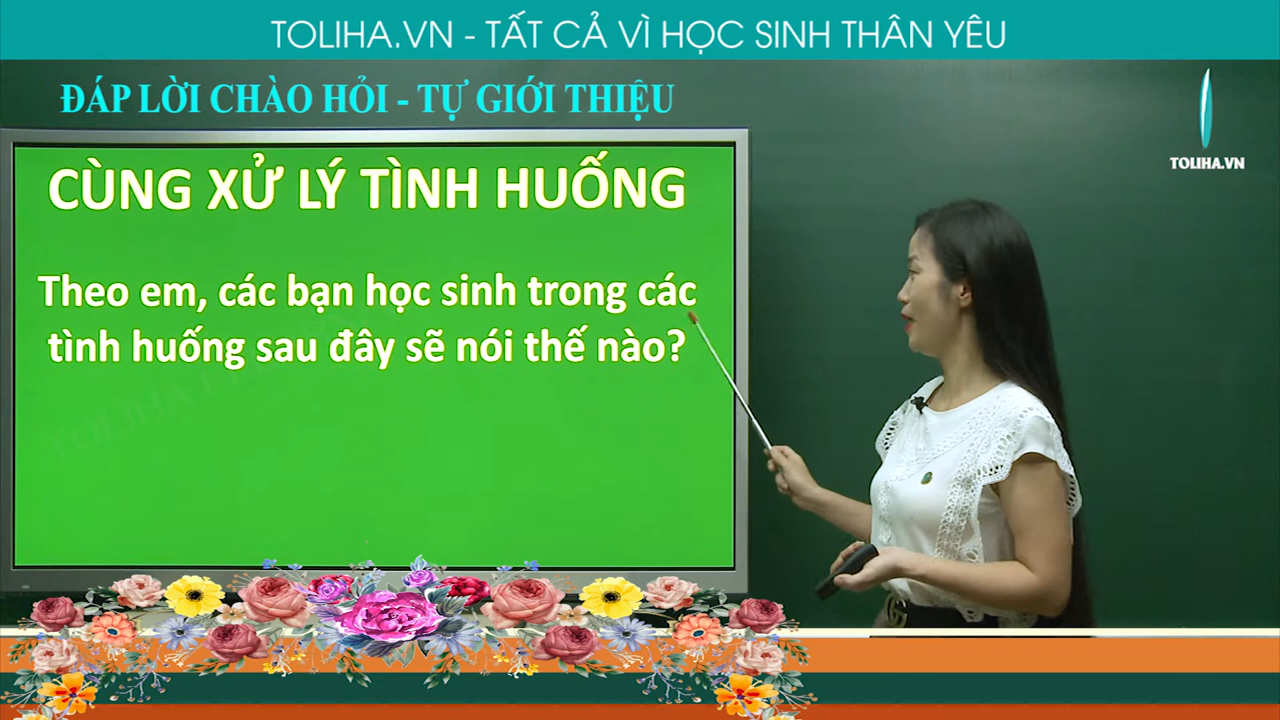 TOLIHA.VN - TẤT CẢ VÌ HỌC SINH THÂN YÊU
ĐÁP LỜI CHÀO HỎI - TỰ GIỚI THIỆU
TOLIHA.VN
CÙNG XỬ LÝ TÌNH HUỐNG
Theo em, các bạn học sinh trong các
tình huống sau đây sẽ nói thế nào?